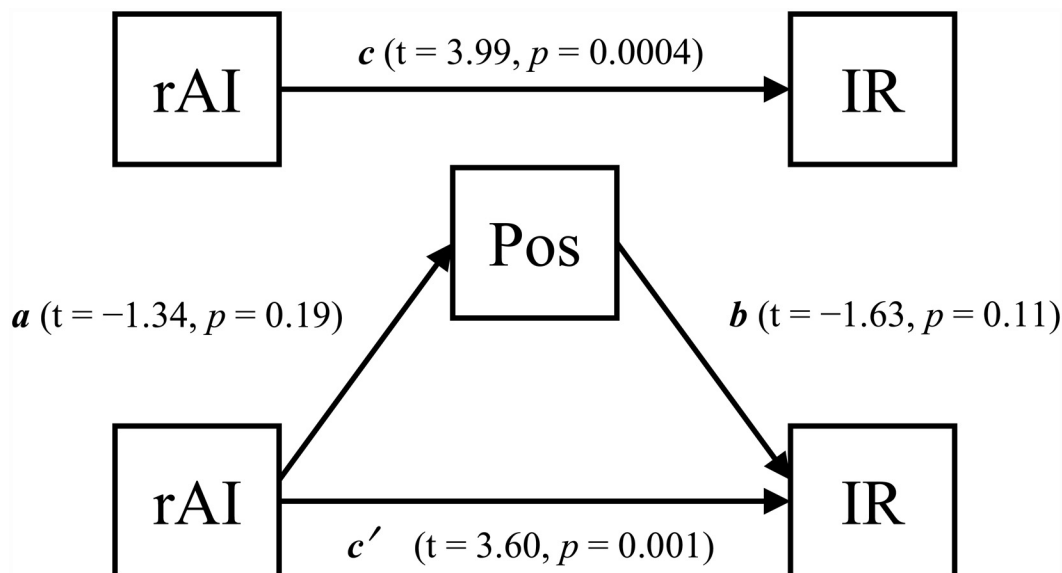 rAI
c (t = 3.99, p = 0.0004)
IR
Pos
a (t = −1.34, p = 0.19)
b (t = −1.63, p = 0.11)
rAI
c′ (t = 3.60, p = 0.001)
IR